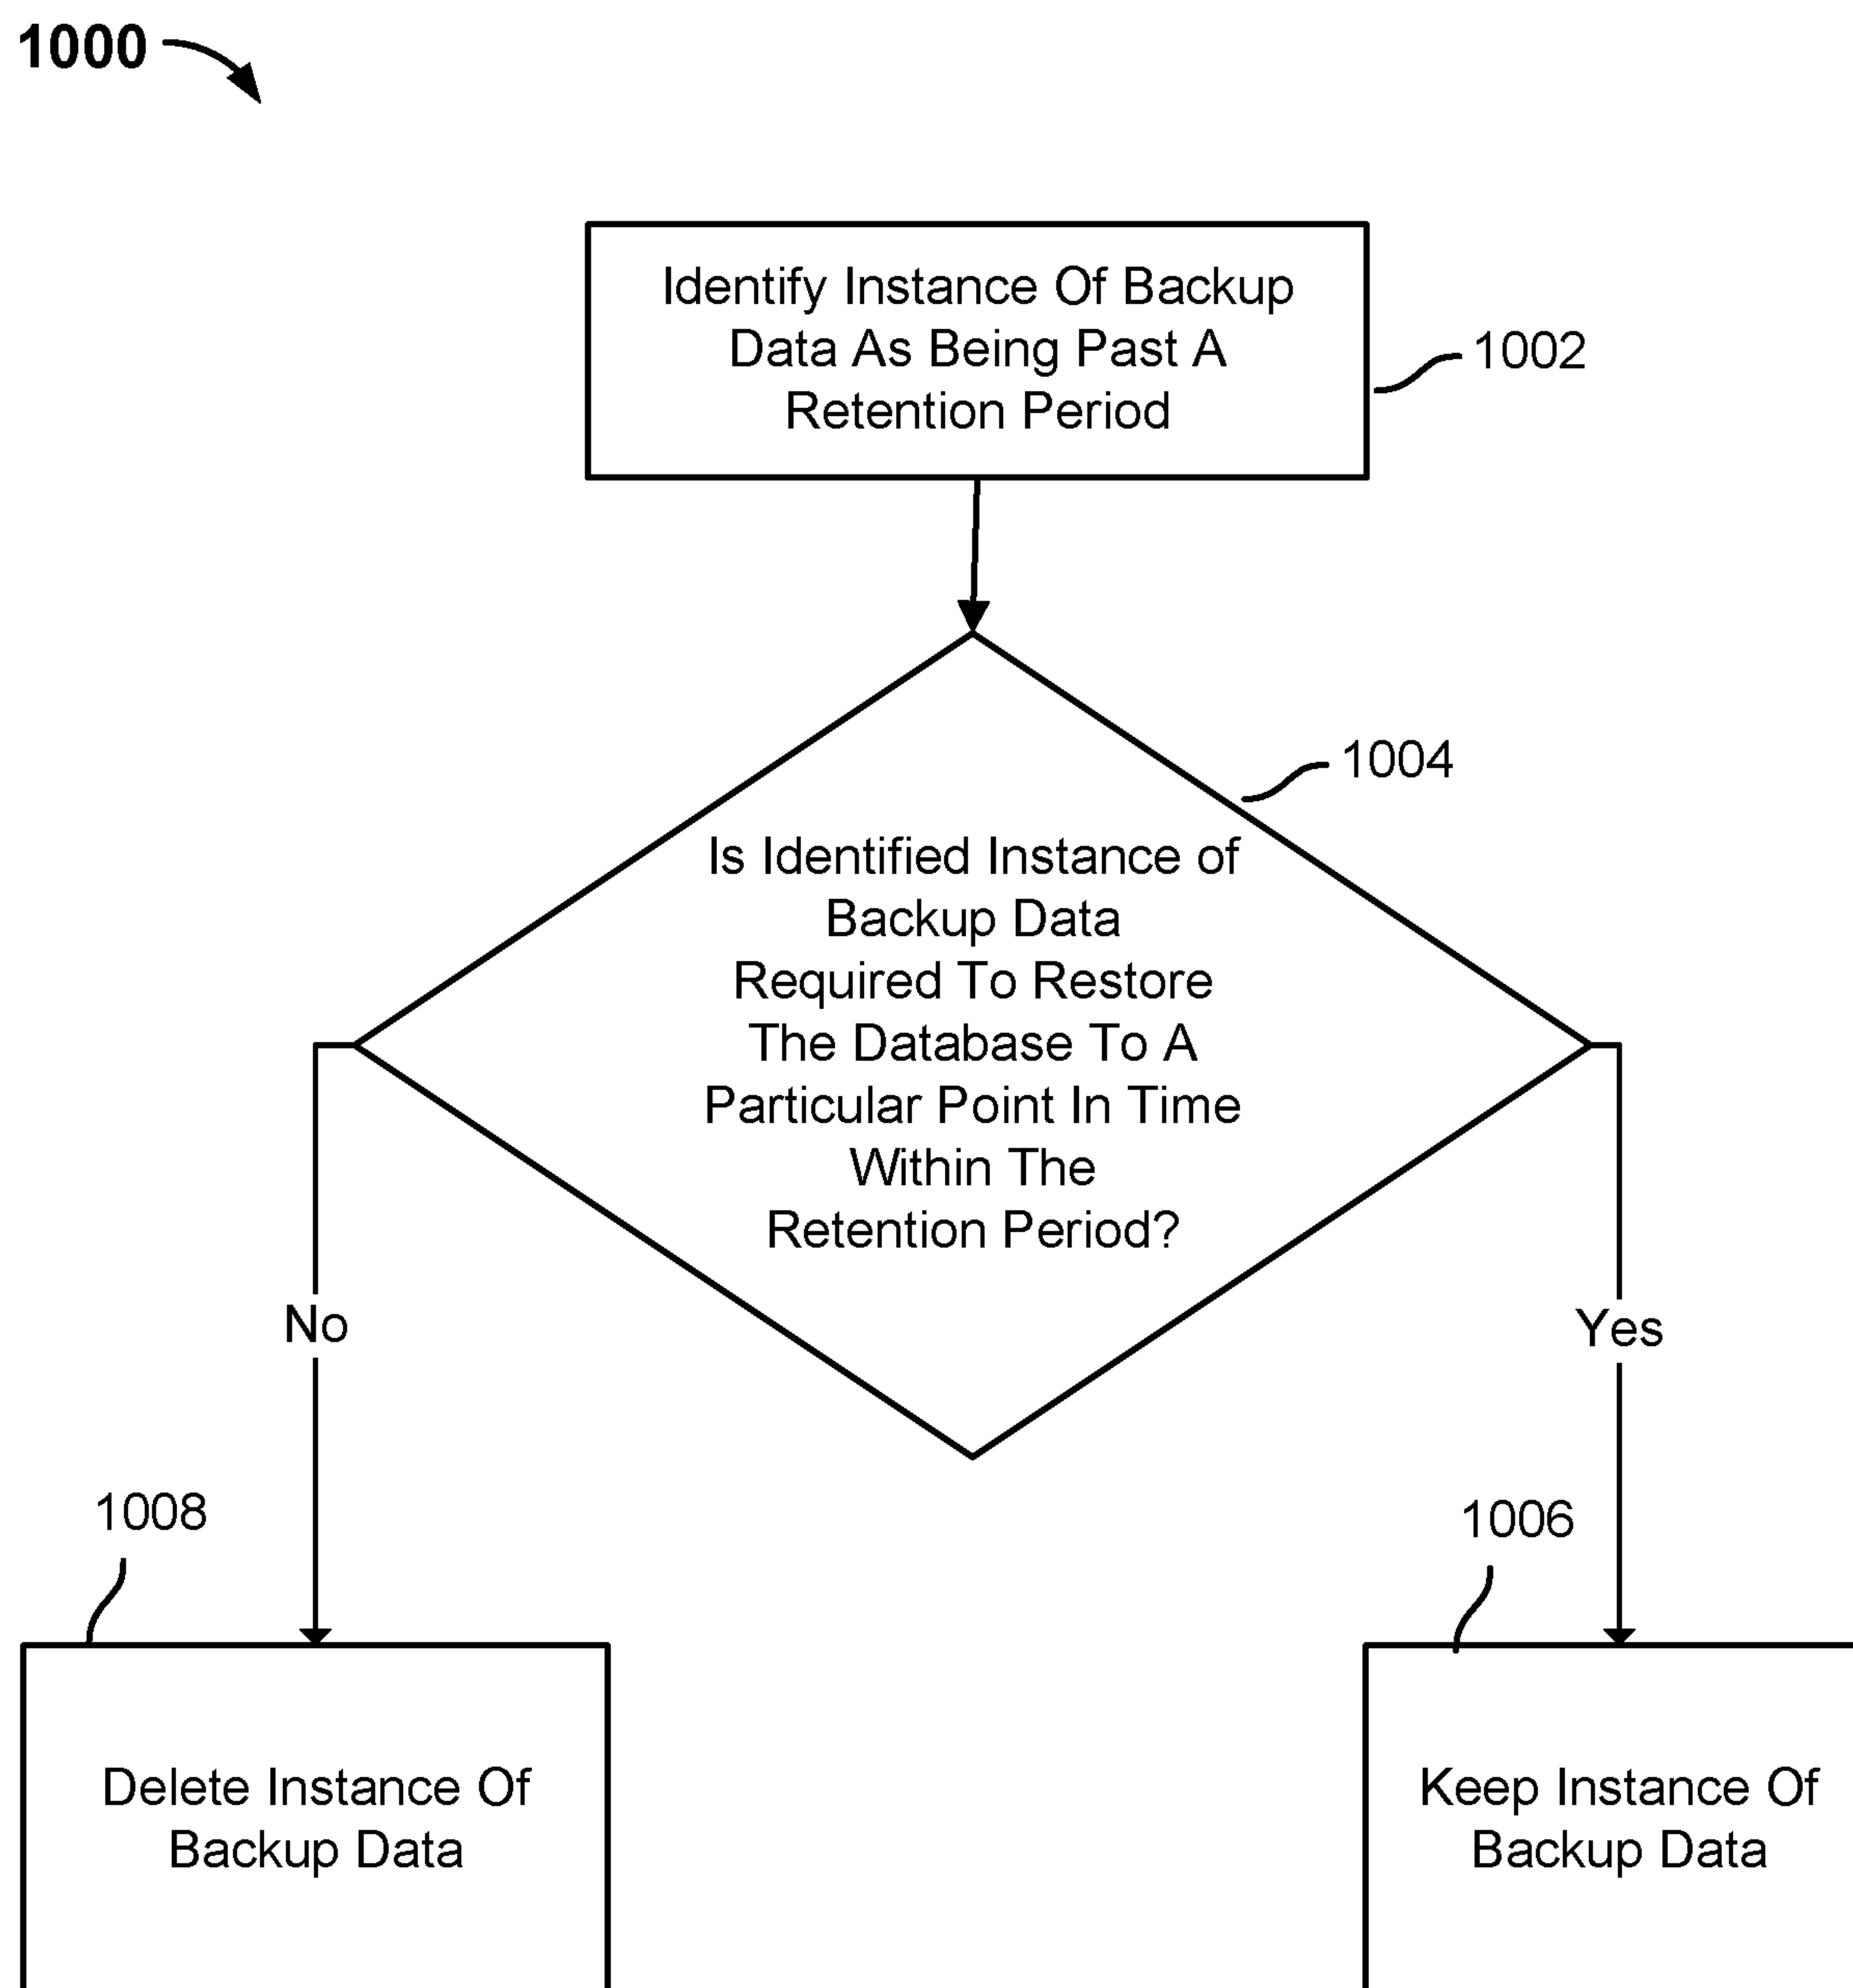 1000
Identify Instance Of Backup
Data As Being Past A
Retention Period
1002
1004
Is Identified Instance of
Backup Data
Required To Restore
The Database To A
Particular Point In Time
Within The
Retention Period?
No
Yes
1008
1006
Delete Instance Of
Backup Data
Keep Instance Of
Backup Data